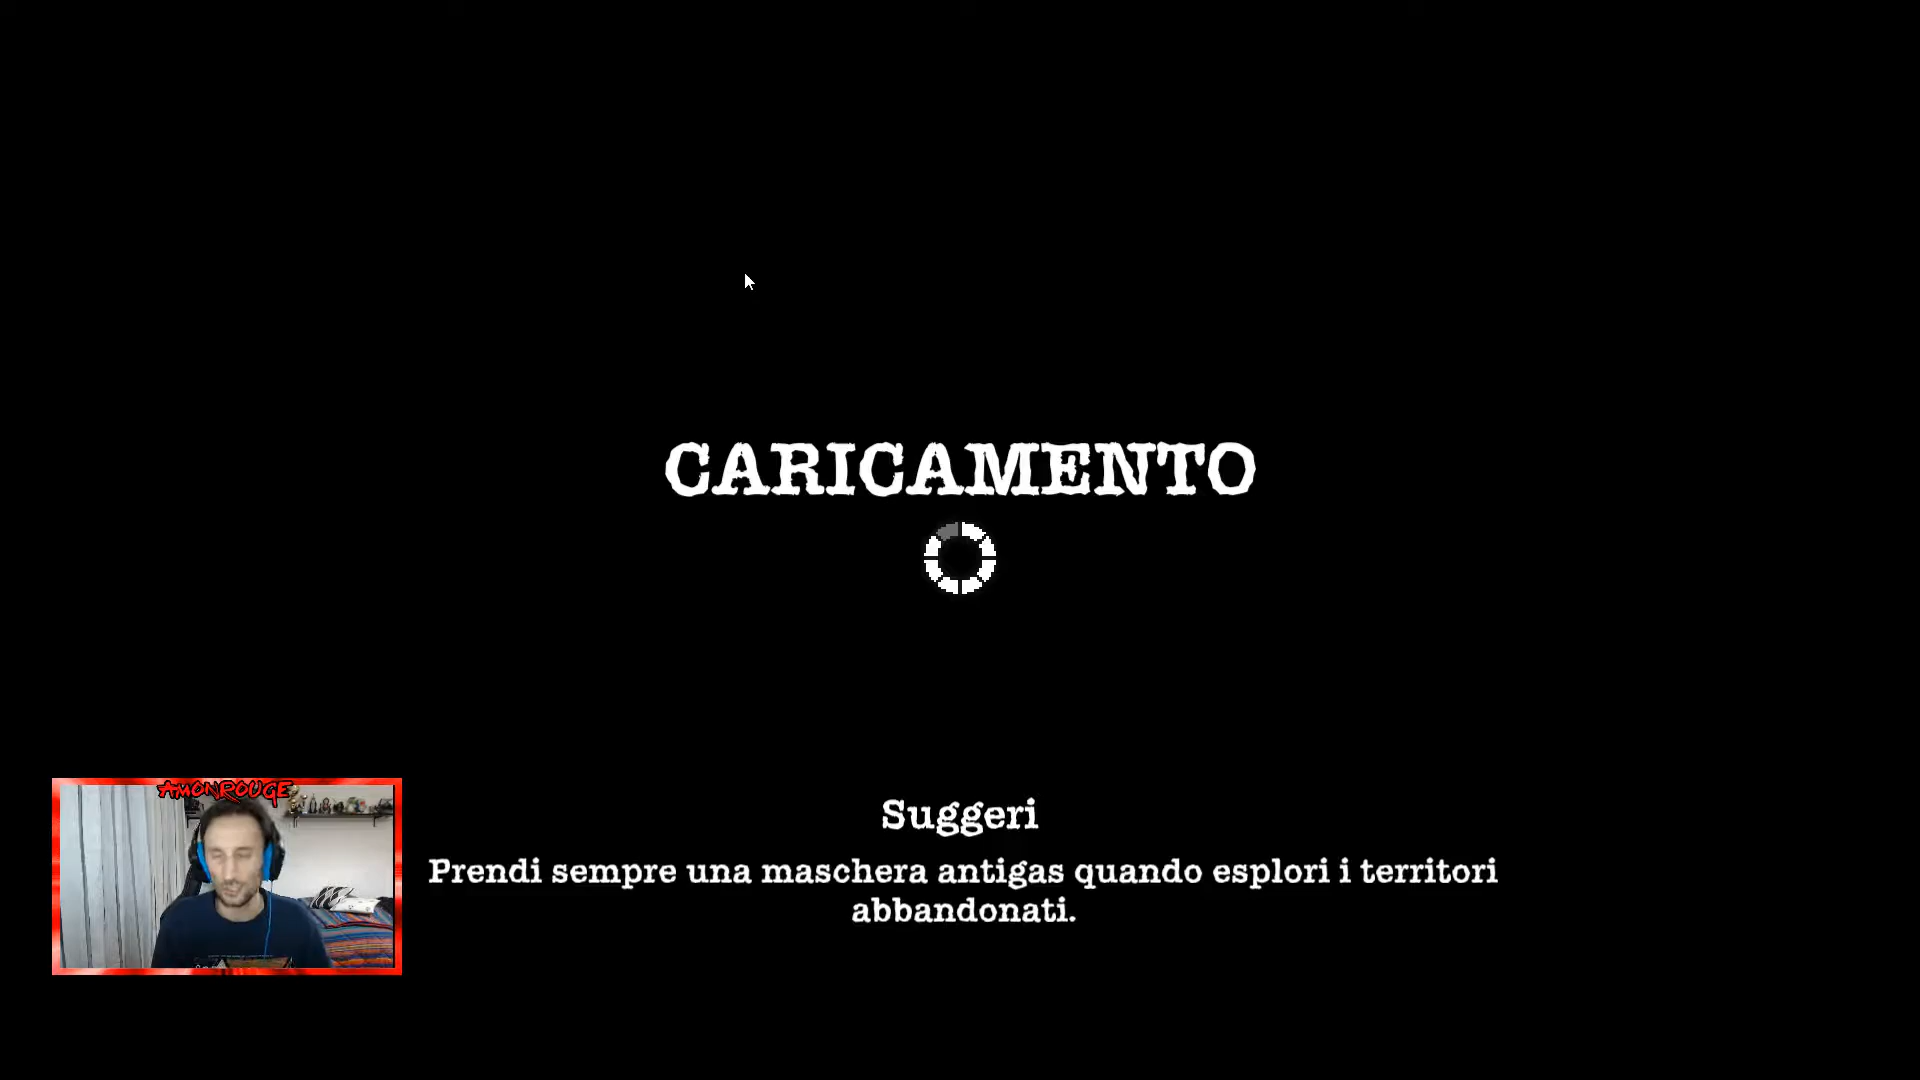 CARICAMENTO
AMONROUGE
Suggeri
Prendi sempre una maschera antigas quando esplori i territori
abbandonati.